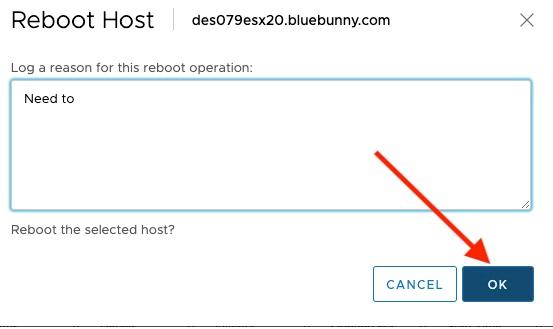 Reboot Host des079esx20.bluebunny.com
Log a reason for this reboot operation:
Need to
Reboot the selected host?
CANCEL OK